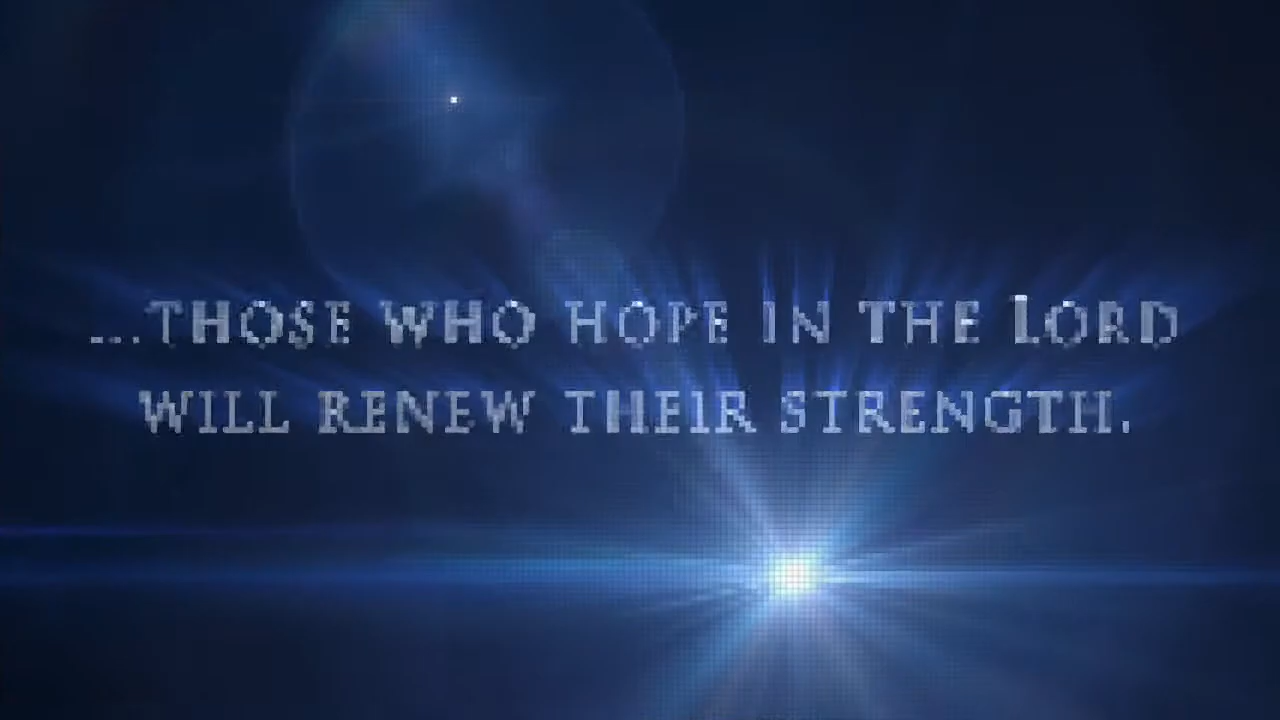 ...THOSE WHO HOPE IN THE LORD
WILL RENEW THEIR STRENGTH.